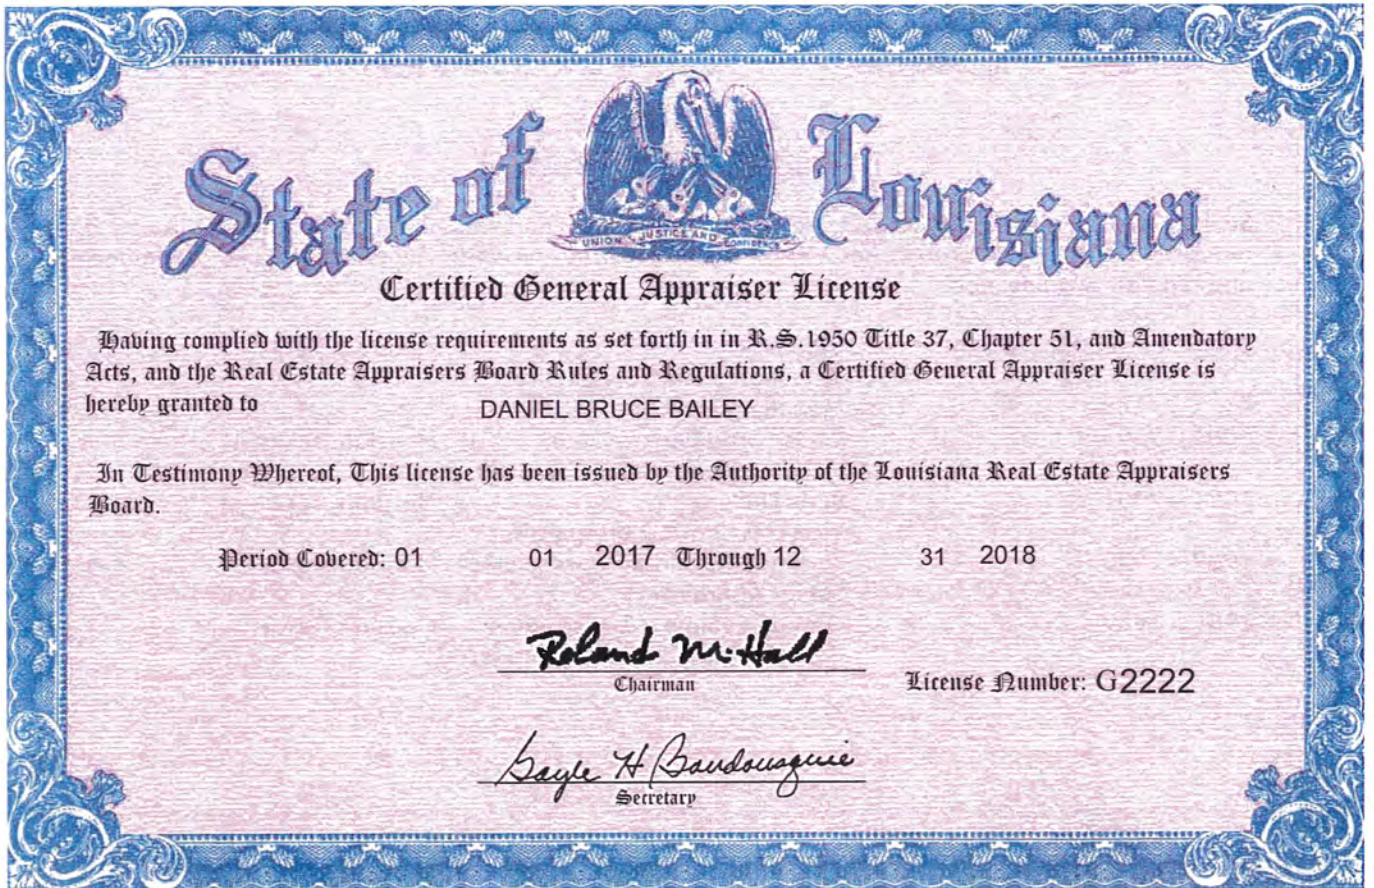 State of Louisiana
UNION JUSTICE AND CONFIDENCE
Certified General Appraiser License
Having complied with the license requirements as set forth in in R.S.1950 Title 37, Chapter 51, and Amendatory
Acts, and the Real Estate Appraisers Board Rules and Regulations, a Certified General Appraiser License is
hereby granted to DANIEL BRUCE BAILEY
In Testimony Whereof, This license has been issued by the Authority of the Louisiana Real Estate Appraisers
Board.
Period Covered: 01 01 2017 Through 12 31 2018
Roland M. Hall
Chairman
License Number: G2222
Gayle H Boudousquie
Secretary